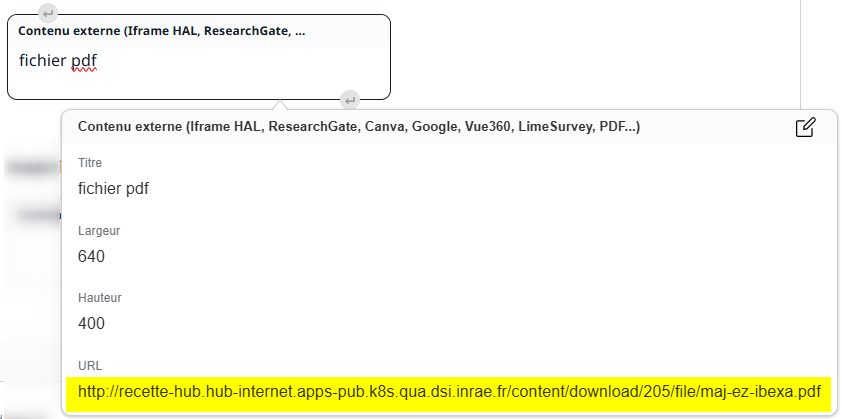 Contenu externe (Iframe HAL, ResearchGate, ...
fichier pdf
Contenu externe (Iframe HAL, ResearchGate, Canva, Google, Vue360, LimeSurvey, PDF...)
Titre
fichier pdf
Largeur
640
Hauteur
400
URL
http://recette-hub.hub-internet.apps-pub.k8s.qua.dsi.inrae.fr/content/download/205/file/maj-ez-ibexa.pdf